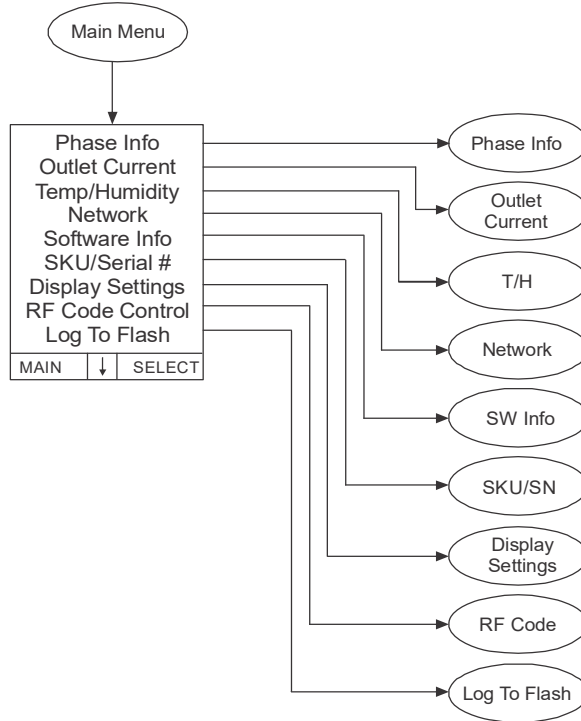 Main Menu
Phase Info
Outlet Current
Temp/Humidity
Network
Software Info
SKU/Serial #
Display Settings
RF Code Control
Log To Flash
MAIN ↓ SELECT
Phase Info
Outlet
Current
T/H
Network
SW Info
SKU/SN
Display
Settings
RF Code
Log To Flash